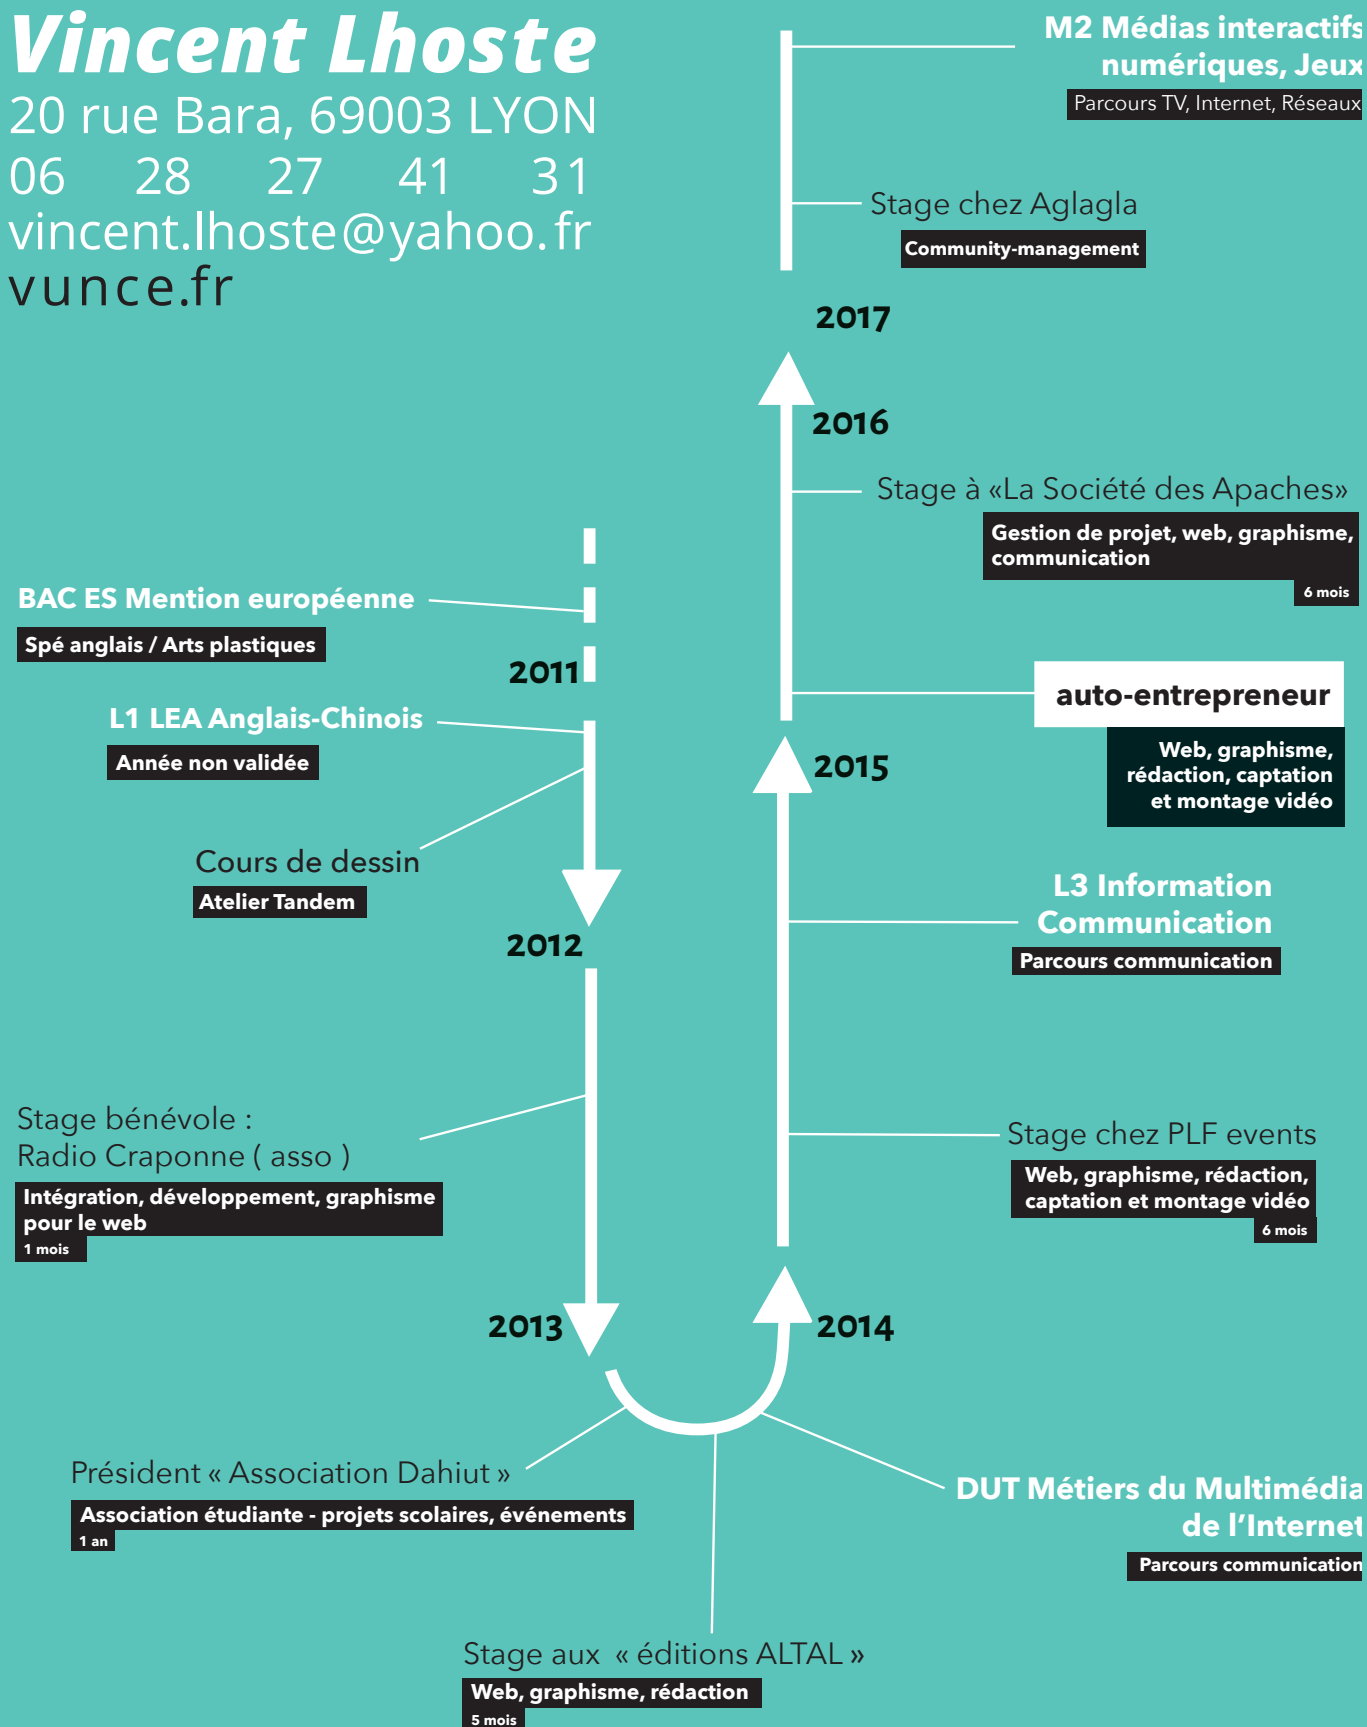 Vincent Lhoste
20 rue Bara, 69003 LYON
06 28 27 41 31
vincent.lhoste@yahoo.fr
vunce.fr
BAC ES Mention européenne
Spé anglais / Arts plastiques
2011
L1 LEA Anglais-Chinois
Année non validée
Cours de dessin
Atelier Tandem
2012
Stage bénévole :
Radio Craponne ( asso )
Intégration, développement, graphisme
pour le web
1 mois
2013
Président « Association Dahiut »
Association étudiante - projets scolaires, événements
1 an
Stage aux « éditions ALTAL »
Web, graphisme, rédaction
5 mois
DUT Métiers du Multimédia
de l’Internet
Parcours communication
2014
Stage chez PLF events
Web, graphisme, rédaction,
captation et montage vidéo
6 mois
L3 Information
Communication
Parcours communication
2015
auto-entrepreneur
Web, graphisme,
rédaction, captation
et montage vidéo
Stage à «La Société des Apaches»
Gestion de projet, web, graphisme,
communication
6 mois
2016
2017
Stage chez Aglagla
Community-management
M2 Médias interactifs
numériques, Jeux
Parcours TV, Internet, Réseaux